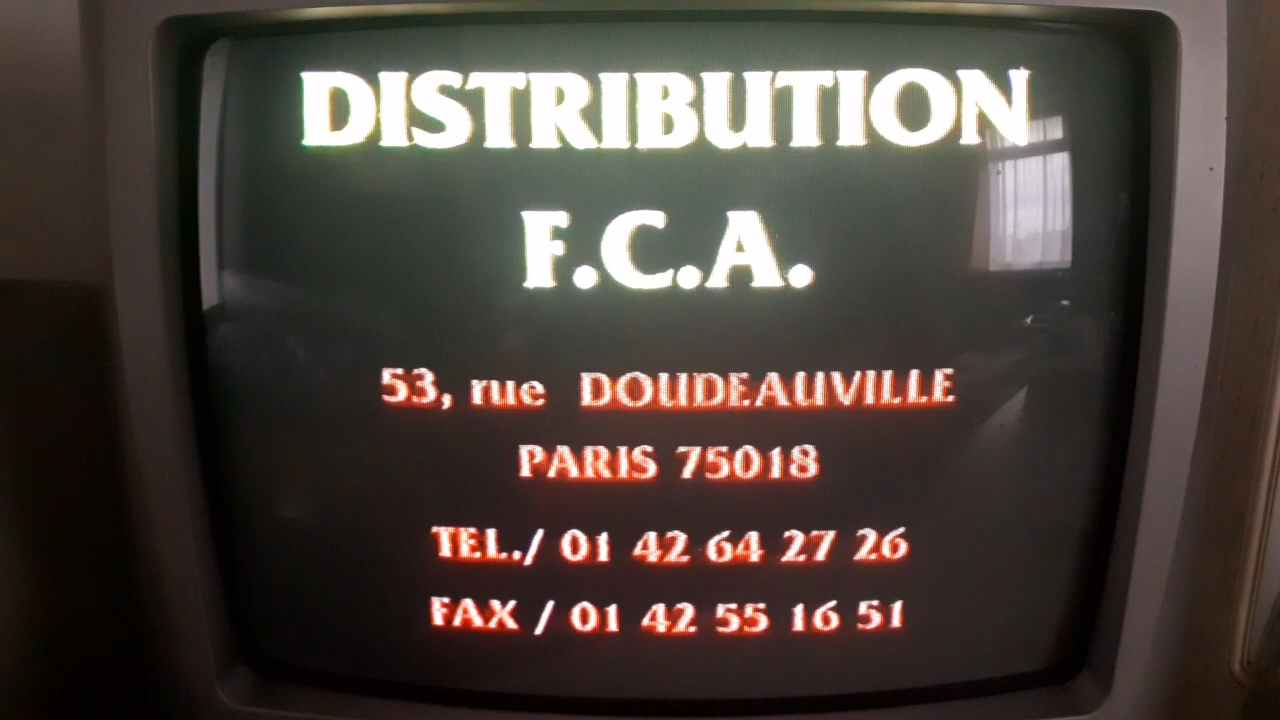 DISTRIBUTION
F.C.A.
53, rue DOUDEAUVILLE
PARIS 75018
TEL./ 01 42 64 27 26
FAX / 01 42 55 16 51